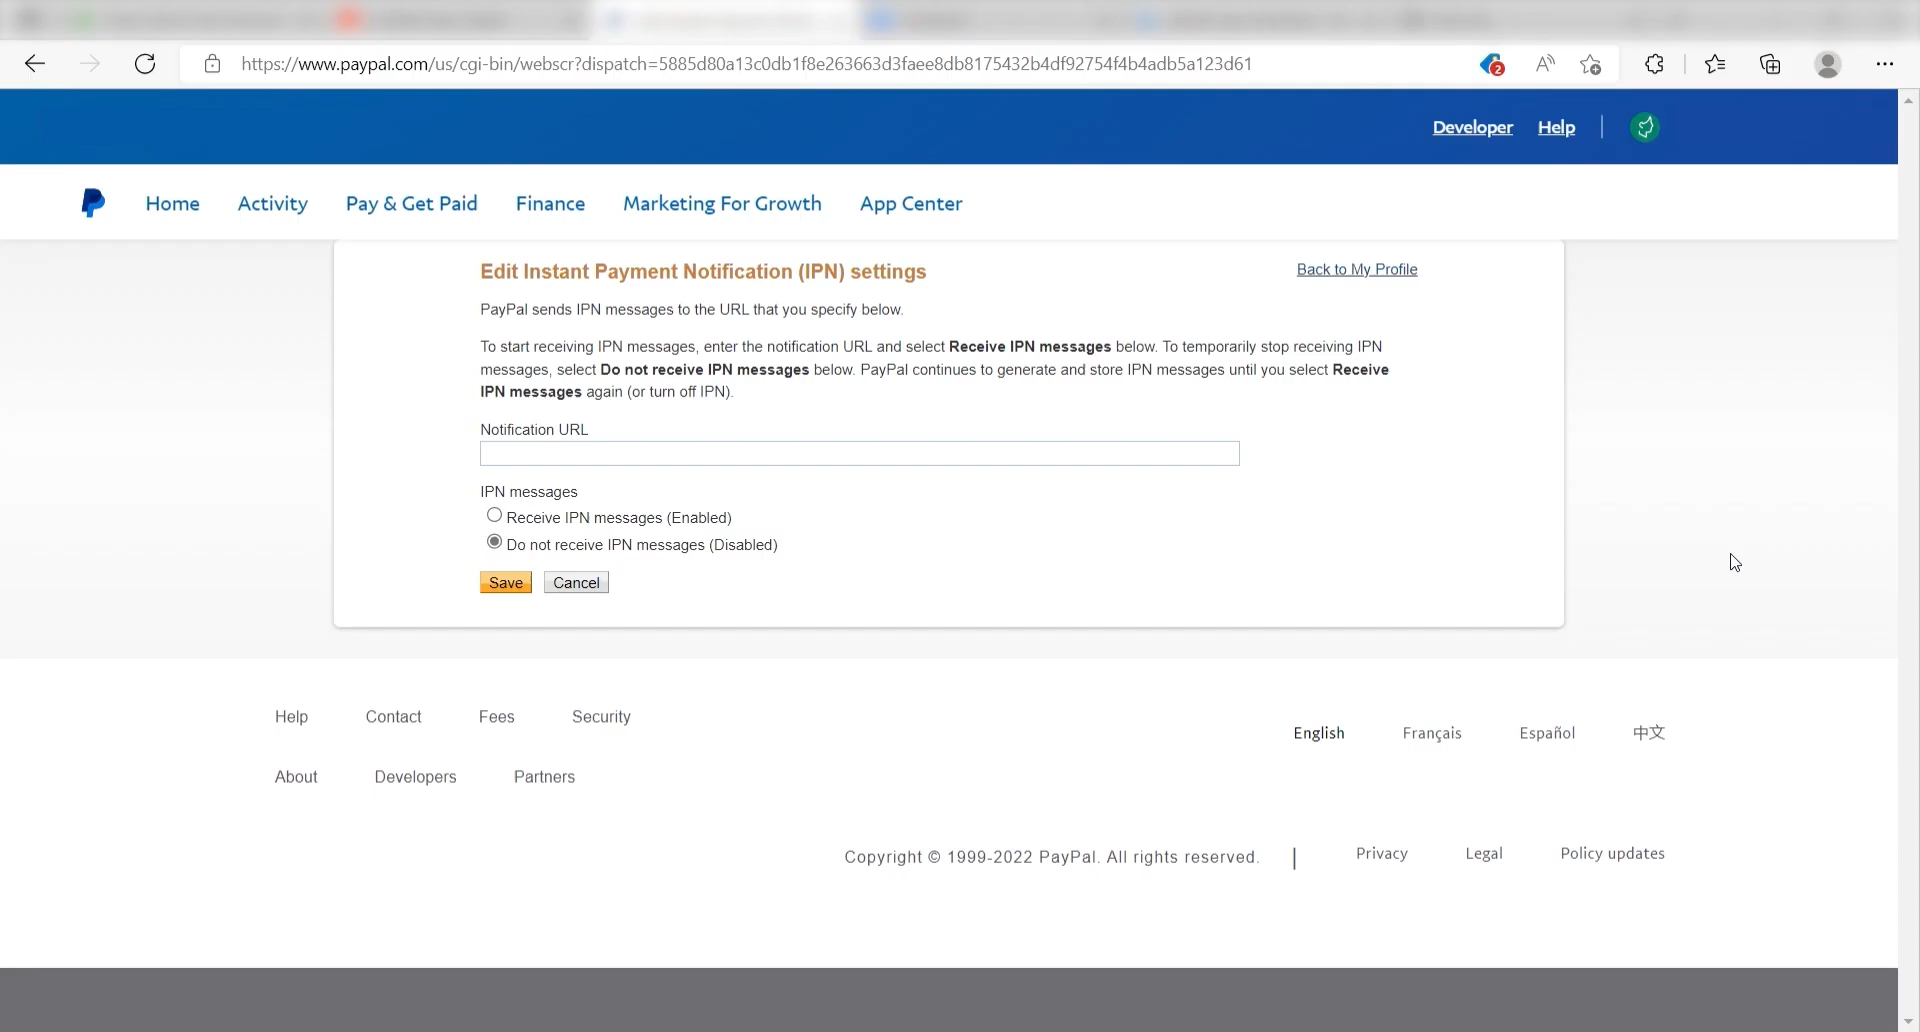 https://www.paypal.com/us/cgi-bin/webscr?dispatch=5885d80a13c0db1f8e263663d3faee8db8175432b4df92754f4b4adb5a123d61
2
Developer Help
Home Activity Pay & Get Paid Finance Marketing For Growth App Center
Edit Instant Payment Notification (IPN) settings
Back to My Profile
PayPal sends IPN messages to the URL that you specify below.
To start receiving IPN messages, enter the notification URL and select Receive IPN messages below. To temporarily stop receiving IPN
messages, select Do not receive IPN messages below. PayPal continues to generate and store IPN messages until you select Receive
IPN messages again (or turn off IPN).
Notification URL
IPN messages
Receive IPN messages (Enabled)
Do not receive IPN messages (Disabled)
Save Cancel
Help Contact Fees Security
English Français Español 中文
About Developers Partners
Copyright © 1999-2022 PayPal. All rights reserved. | Privacy Legal Policy updates